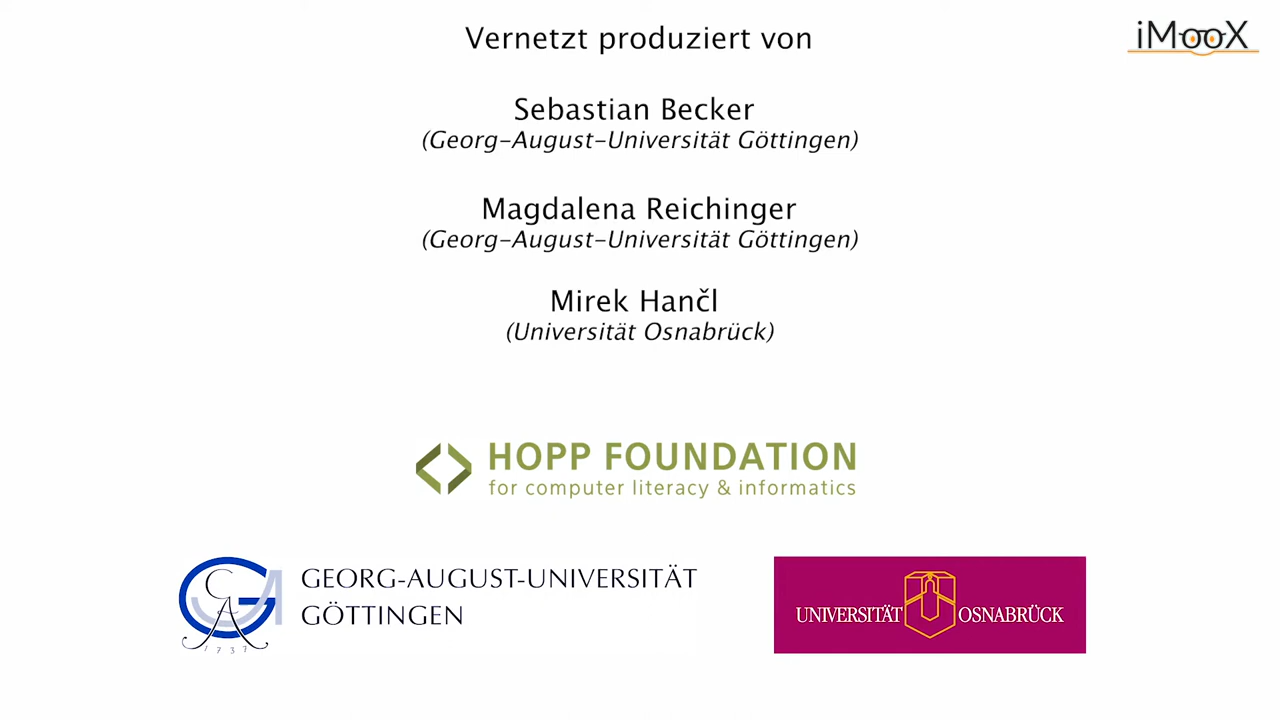 Vernetzt produziert von
iMooX
Sebastian Becker
(Georg-August-Universität Göttingen)
Magdalena Reichinger
(Georg-August-Universität Göttingen)
Mirek Hančl
(Universität Osnabrück)
HOPP FOUNDATION
for computer literacy & informatics
GEORG-AUGUST-UNIVERSITÄT
GÖTTINGEN
1737
UNIVERSITÄT OSNABRÜCK